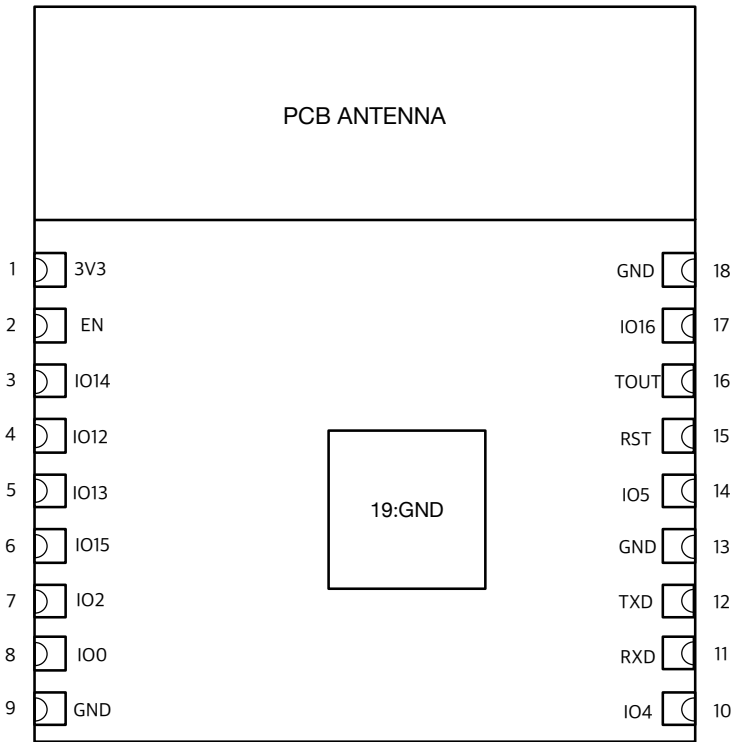 PCB ANTENNA
1 3V3 GND 18
2 EN IO16 17
3 IO14 TOUT 16
4 IO12 RST 15
5 IO13 IO5 14
19:GND
6 IO15 GND 13
7 IO2 TXD 12
8 IO0 RXD 11
9 GND IO4 10